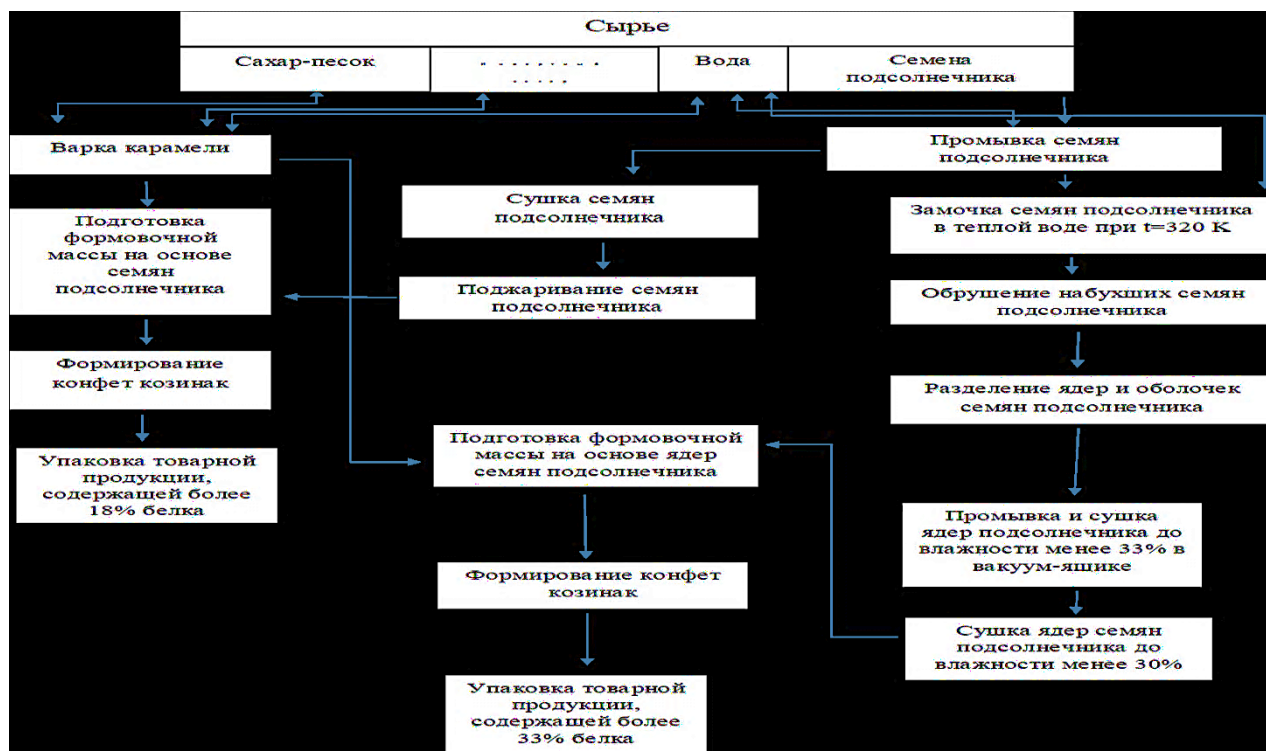 Сырье
Сахар-песок
Вода
Семена
подсолнечника
Варка карамели
Промывка семян
подсолнечника
Сушка семян
подсолнечника
Подготовка
формовочной
массы на основе
семян
подсолнечника
Замочка семян подсолнечника
в теплой воде при t=320 K
Поджаривание семян
подсолнечника
Обрушение набухших семян
подсолнечника
Формирование
конфет козинак
Разделение ядер и оболочек
семян подсолнечника
Подготовка формовочной
массы на основе ядер
семян подсолнечника
Упаковка товарной
продукции,
содержащей более
18% белка
Промывка и сушка
ядер подсолнечника до
влажности менее 33% в
вакуум-ящике
Формирование конфет
козинак
Сушка ядер семян
подсолнечника до
влажности менее 30%
Упаковка товарной
продукции,
содержащей более
33% белка